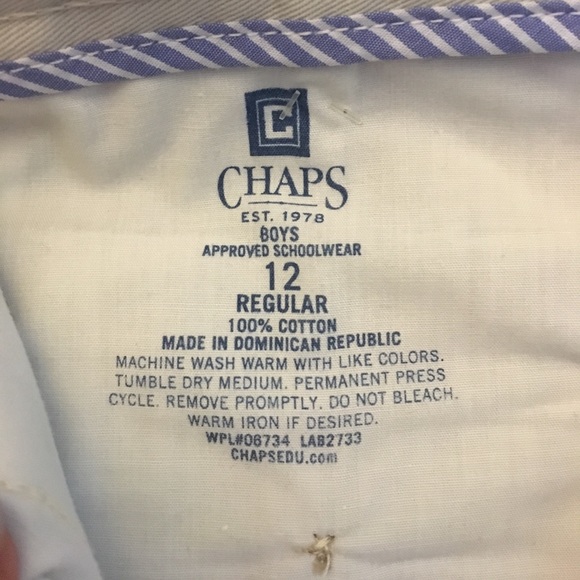 C
CHAPS
EST. 1978
BOYS
APPROVED SCHOOLWEAR
12
REGULAR
100% COTTON
MADE IN DOMINICAN REPUBLIC
MACHINE WASH WARM WITH LIKE COLORS.
TUMBLE DRY MEDIUM. PERMANENT PRESS
CYCLE. REMOVE PROMPTLY. DO NOT BLEACH.
WARM IRON IF DESIRED.
WPL#06734 LAB2733
CHAPSEDU.com